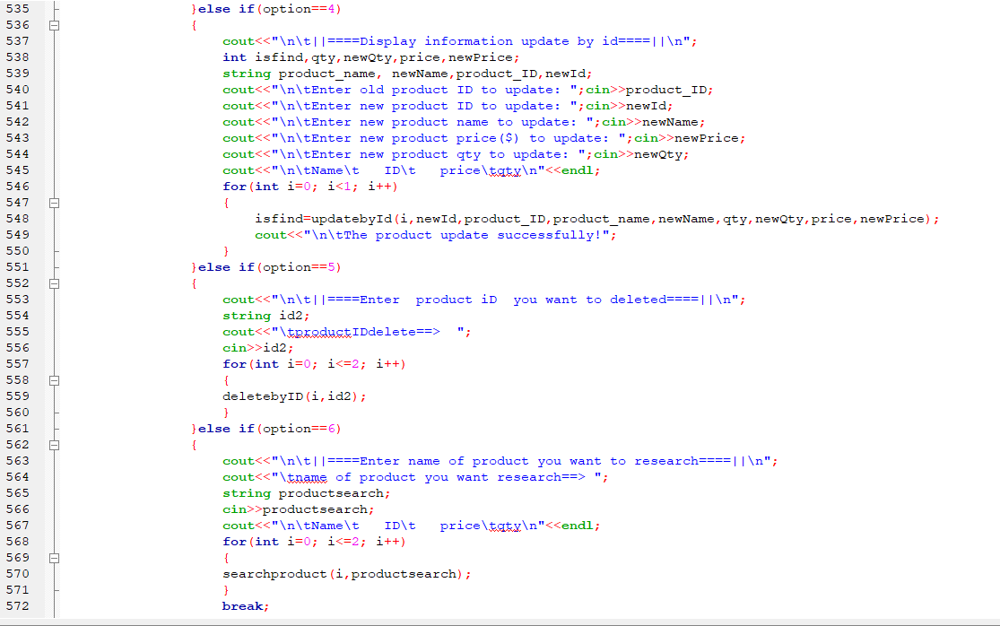 535 }else if(option==4)
536 {
537 cout<<"\n\t||====Display information update by id====||\n";
538 int isfind,qty,newQty,price,newPrice;
539 string product_name, newName,product_ID,newId;
540 cout<<"\n\tEnter old product ID to update: ";cin>>product_ID;
541 cout<<"\n\tEnter new product ID to update: ";cin>>newId;
542 cout<<"\n\tEnter new product name to update: ";cin>>newName;
543 cout<<"\n\tEnter new product price($) to update: ";cin>>newPrice;
544 cout<<"\n\tEnter new product qty to update: ";cin>>newQty;
545 cout<<"\n\tName\t   ID\t   price\tqty\n"<<endl;
546 for(int i=0; i<1; i++)
547 {
548 isfind=updatebyId(i,newId,product_ID,product_name,newName,qty,newQty,price,newPrice);
549 cout<<"\n\tThe product update successfully!";
550 }
551 }else if(option==5)
552 {
553 cout<<"\n\t||====Enter  product iD  you want to deleted====||\n";
554 string id2;
555 cout<<"\tproductIDdelete==>  ";
556 cin>>id2;
557 for(int i=0; i<=2; i++)
558 {
559 deletebyID(i,id2);
560 }
561 }else if(option==6)
562 {
563 cout<<"\n\t||====Enter name of product you want to research====||\n";
564 cout<<"\tname of product you want research==> ";
565 string productsearch;
566 cin>>productsearch;
567 cout<<"\n\tName\t   ID\t   price\tqty\n"<<endl;
568 for(int i=0; i<=2; i++)
569 {
570 searchproduct(i,productsearch);
571 }
572 break;